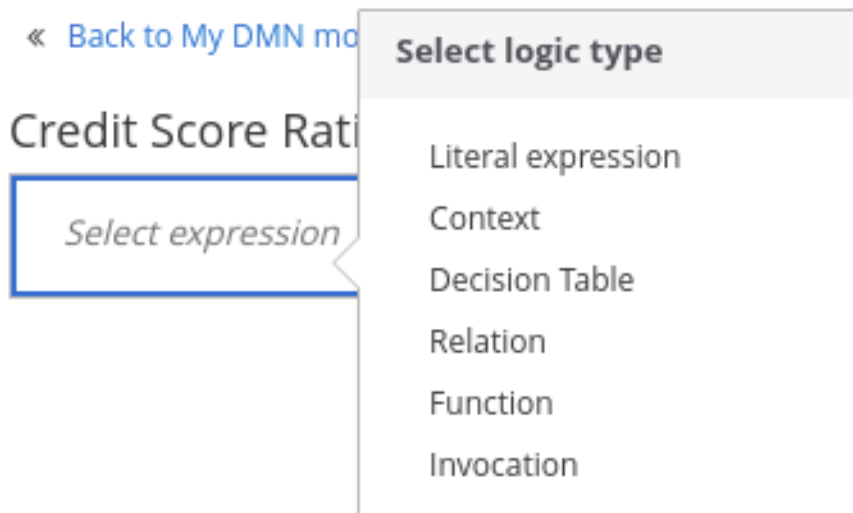 « Back to My DMN mo
Select logic type
Credit Score Rati
Select expression
Literal expression
Context
Decision Table
Relation
Function
Invocation